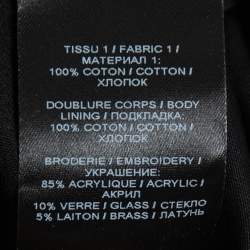 TISSU 1 / FABRIC 1 /
МАТЕРИАЛ 1:
100% COTON / COTTON /
ХЛОПОК
DOUBLURE CORPS / BODY
LINING / ПОДКЛАДКА:
100% COTON / COTTON /
ХЛОПОК
BRODERIE / EMBROIDERY /
УКРАШЕНИЕ:
85% ACRYLIQUE / ACRYLIC /
АКРИЛ
10% VERRE / GLASS / СТЕКЛО
5% LAITON / BRASS / ЛАТУНЬ